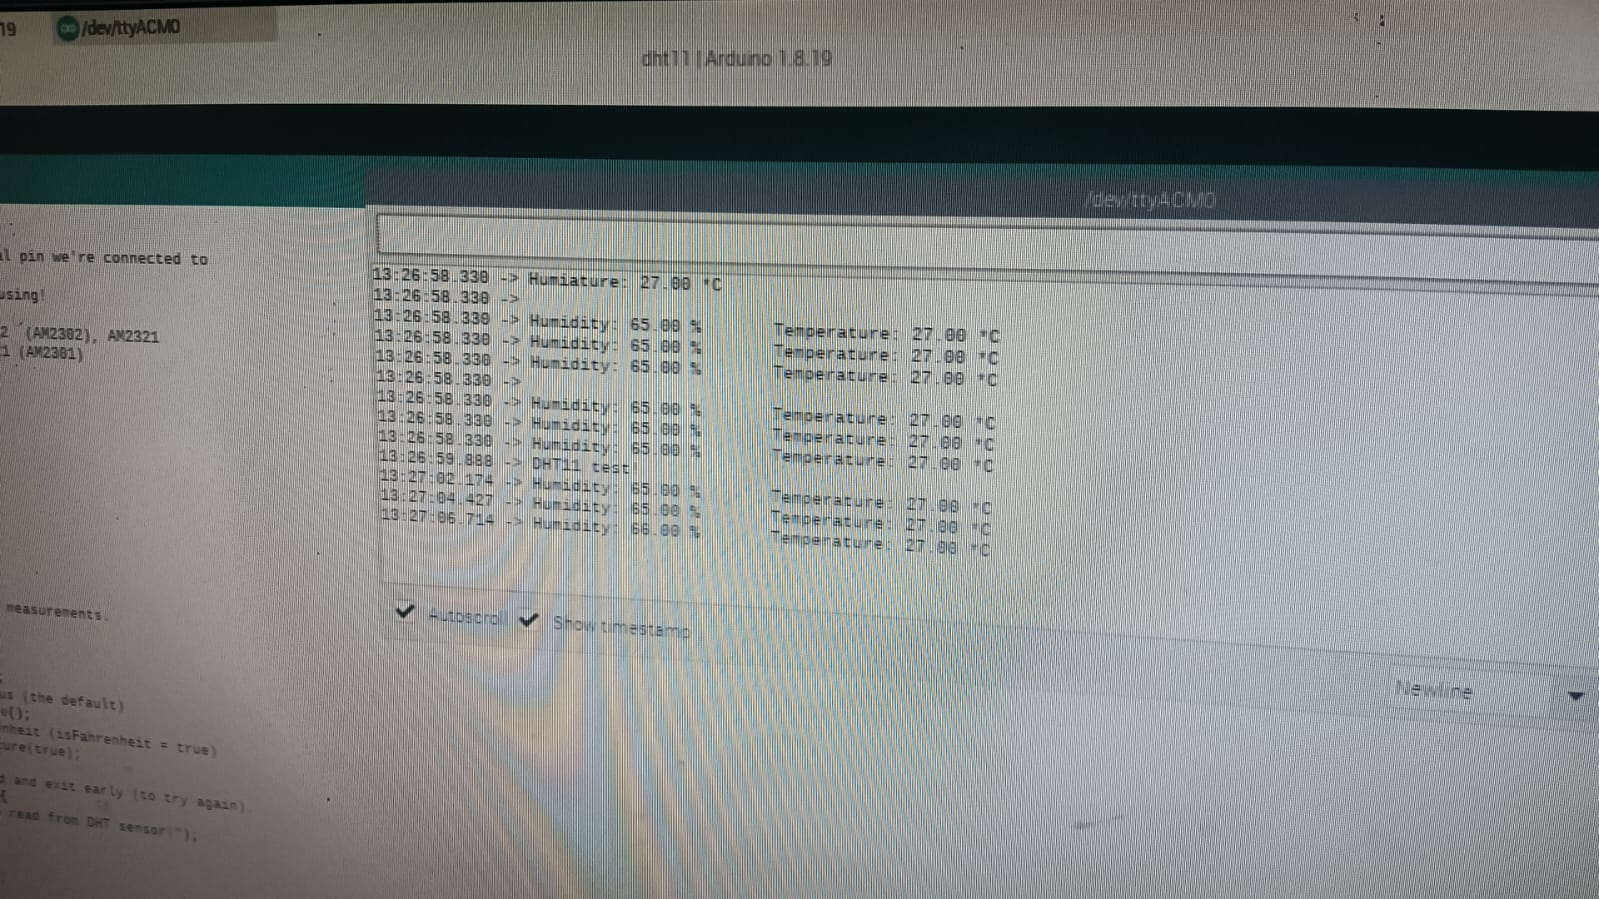 19
/dev/ttyACM0
dht11 | Arduino 1.8.19
/dev/ttyACM0
pin we're connected to
using!
2 (AM2302), AM2321
1 (AM2301)
measurements.
us (the default)
e();
nheit (isFahrenheit = true)
ture(true);
d and exit early (to try again).
{
read from DHT sensor!");
13:26:58.330 -> Humiature: 27.00 *C
13:26:58.330 ->
13:26:58.330 -> Humidity: 65.00 % Temperature: 27.00 *C
13:26:58.330 -> Humidity: 65.00 % Temperature: 27.00 *C
13:26:58.330 -> Humidity: 65.00 % Temperature: 27.00 *C
13:26:58.330 ->
13:26:58.330 -> Humidity: 65.00 % Temperature: 27.00 *C
13:26:58.330 -> Humidity: 65.00 % Temperature: 27.00 *C
13:26:58.330 -> Humidity: 65.00 % Temperature: 27.00 *C
13:26:59.888 -> DHT11 test!
13:27:02.174 -> Humidity: 65.00 % Temperature: 27.00 *C
13:27:04.427 -> Humidity: 65.00 % Temperature: 27.00 *C
13:27:06.714 -> Humidity: 66.00 % Temperature: 27.00 *C
Autoscroll Show timestamp
Newline